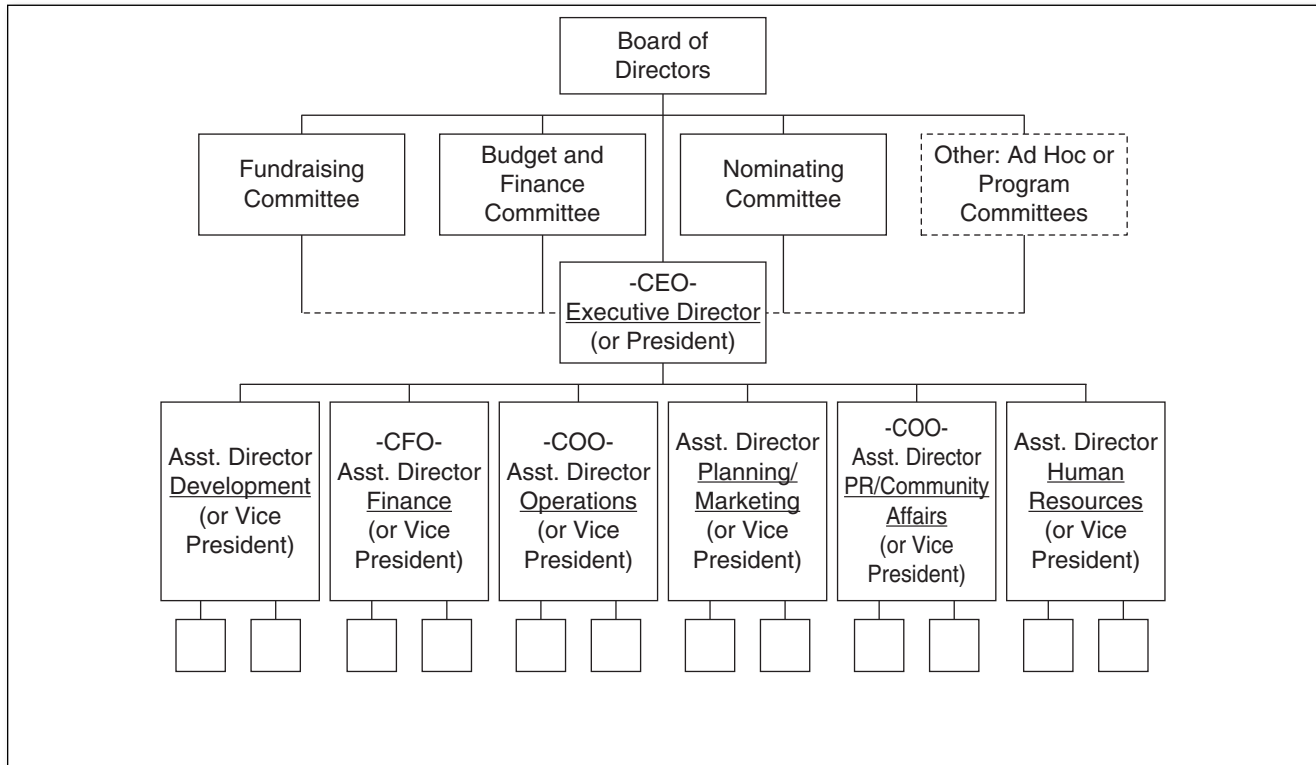 Board of
Directors
Fundraising
Committee
Budget and
Finance
Committee
Nominating
Committee
Other: Ad Hoc or
Program
Committees
-CEO-
Executive Director
(or President)
Asst. Director
Development
(or Vice
President)
-CFO-
Asst. Director
Finance
(or Vice
President)
-COO-
Asst. Director
Operations
(or Vice
President)
Asst. Director
Planning/
Marketing
(or Vice
President)
-COO-
Asst. Director
PR/Community
Affairs
(or Vice
President)
Asst. Director
Human
Resources
(or Vice
President)